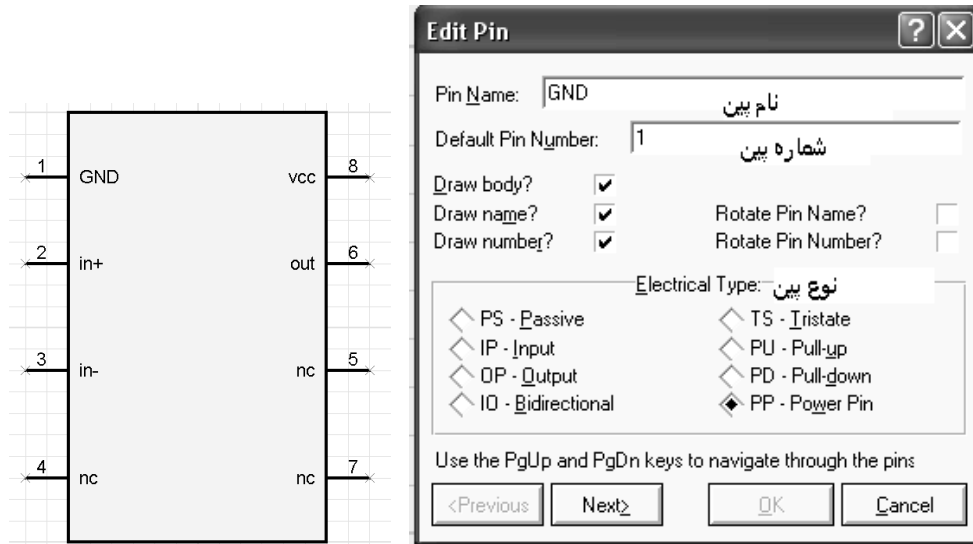 1 GND vcc 8
2 in+ out 6
3 in- nc 5
4 nc nc 7
Edit Pin
Pin Name: GND
نام پین
Default Pin Number: 1
شماره پین
Draw body?
Draw name? Rotate Pin Name?
Draw number? Rotate Pin Number?
Electrical Type: نوع پین
PS - Passive TS - Tristate
IP - Input PU - Pull-up
OP - Output PD - Pull-down
IO - Bidirectional PP - Power Pin
Use the PgUp and PgDn keys to navigate through the pins
<Previous Next> OK Cancel